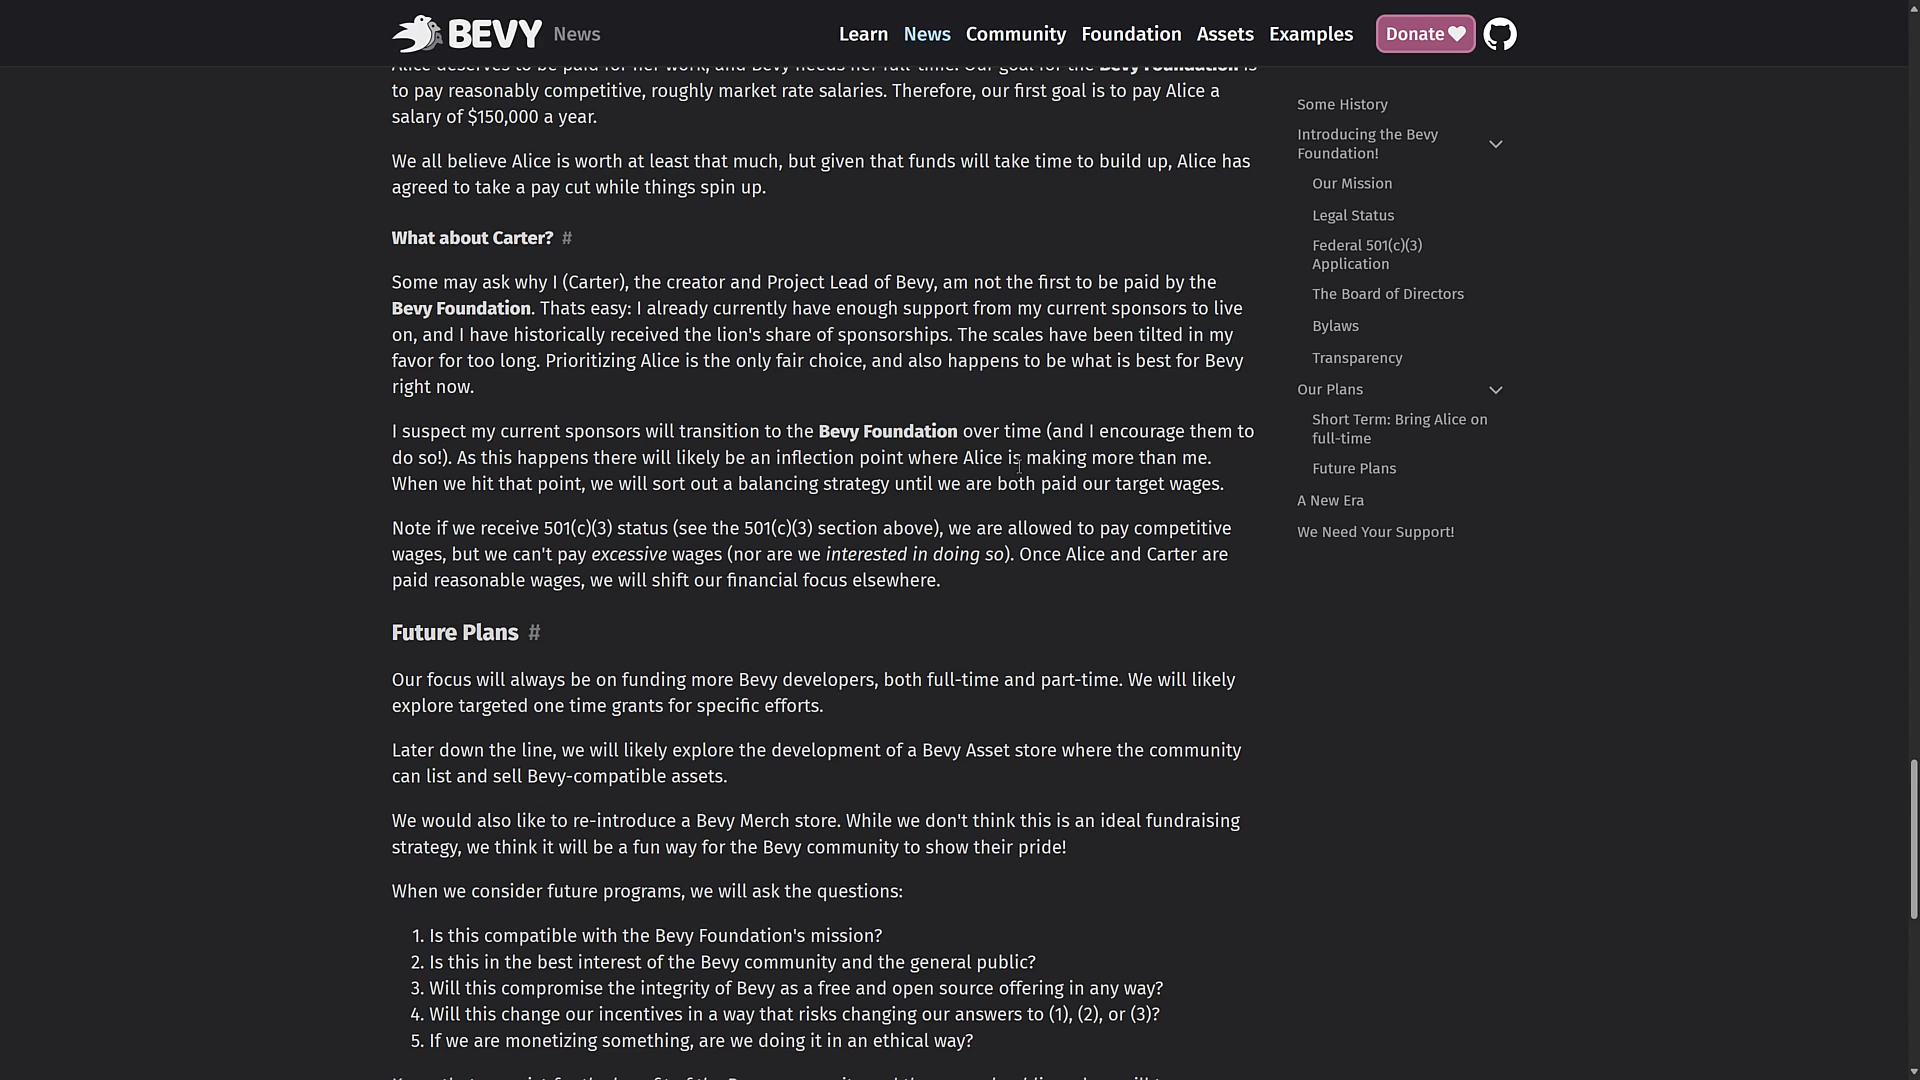 BEVY News Learn News Community Foundation Assets Examples Donate
Alice deserves to be paid for her work, and Bevy needs her full-time. Our goal for the Bevy Foundation is
to pay reasonably competitive, roughly market rate salaries. Therefore, our first goal is to pay Alice a
salary of $150,000 a year.
We all believe Alice is worth at least that much, but given that funds will take time to build up, Alice has
agreed to take a pay cut while things spin up.
What about Carter? #
Some may ask why I (Carter), the creator and Project Lead of Bevy, am not the first to be paid by the
Bevy Foundation. Thats easy: I already currently have enough support from my current sponsors to live
on, and I have historically received the lion's share of sponsorships. The scales have been tilted in my
favor for too long. Prioritizing Alice is the only fair choice, and also happens to be what is best for Bevy
right now.
I suspect my current sponsors will transition to the Bevy Foundation over time (and I encourage them to
do so!). As this happens there will likely be an inflection point where Alice is making more than me.
When we hit that point, we will sort out a balancing strategy until we are both paid our target wages.
Note if we receive 501(c)(3) status (see the 501(c)(3) section above), we are allowed to pay competitive
wages, but we can't pay excessive wages (nor are we interested in doing so). Once Alice and Carter are
paid reasonable wages, we will shift our financial focus elsewhere.
Future Plans #
Our focus will always be on funding more Bevy developers, both full-time and part-time. We will likely
explore targeted one time grants for specific efforts.
Later down the line, we will likely explore the development of a Bevy Asset store where the community
can list and sell Bevy-compatible assets.
We would also like to re-introduce a Bevy Merch store. While we don't think this is an ideal fundraising
strategy, we think it will be a fun way for the Bevy community to show their pride!
When we consider future programs, we will ask the questions:
1. Is this compatible with the Bevy Foundation's mission?
2. Is this in the best interest of the Bevy community and the general public?
3. Will this compromise the integrity of Bevy as a free and open source offering in any way?
4. Will this change our incentives in a way that risks changing our answers to (1), (2), or (3)?
5. If we are monetizing something, are we doing it in an ethical way?
Some History
Introducing the Bevy
Foundation!
Our Mission
Legal Status
Federal 501(c)(3)
Application
The Board of Directors
Bylaws
Transparency
Our Plans
Short Term: Bring Alice on
full-time
Future Plans
A New Era
We Need Your Support!